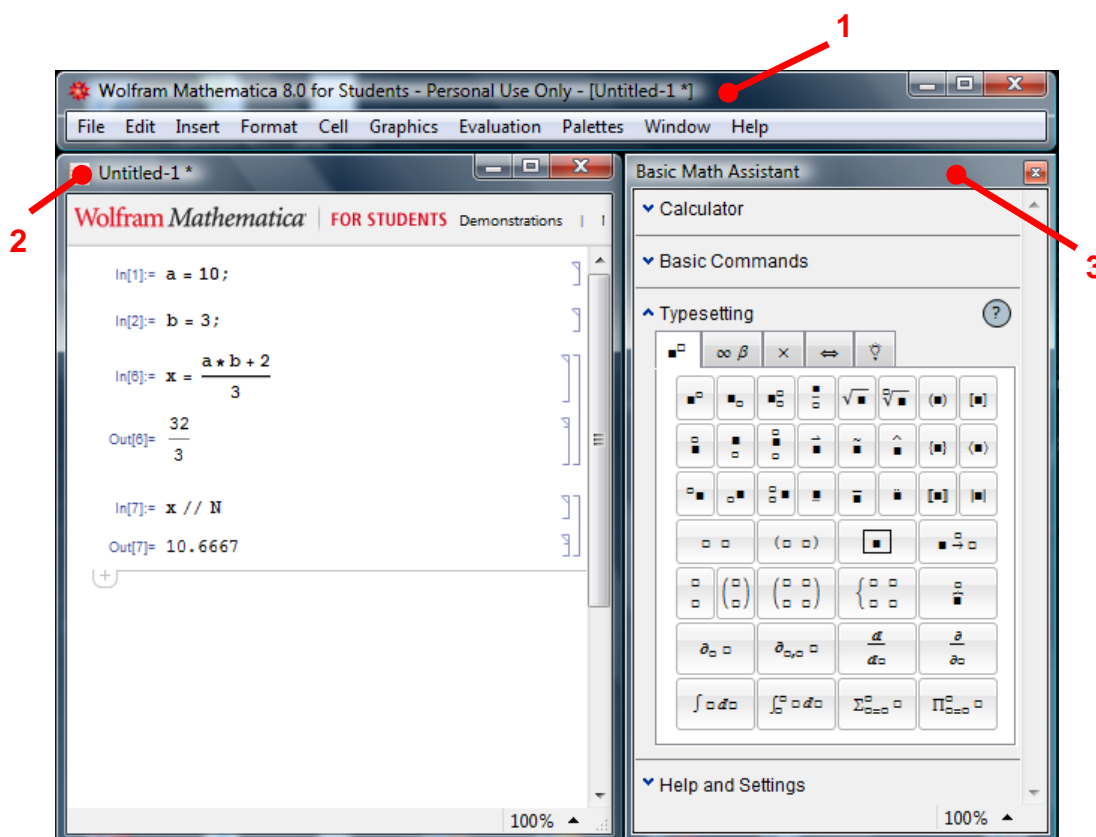 1
Wolfram Mathematica 8.0 for Students - Personal Use Only - [Untitled-1 *]
File Edit Insert Format Cell Graphics Evaluation Palettes Window Help
2
Untitled-1 *
Wolfram Mathematica | FOR STUDENTS Demonstrations |
In[1]:= a = 10;
In[2]:= b = 3;
In[6]:= x = a * b + 2
3
Out[6]= 32
3
In[7]:= x // N
Out[7]= 10.6667
100%
3
Basic Math Assistant
Calculator
Basic Commands
Typesetting ?
■□ ∞ β × ⇔
■□ ■□ ■□□ ■/□ √■ □√■ (■) [■]
{■} ⟨■⟩
[■] |■|
□ □ (□ □) ■ ■ →□ □
∂□ □ ∂□,□ □ d/d□ ∂/∂□
∫ □ d□ ∫□□ □ d□ Σ□□=□ □ Π□□=□ □
Help and Settings
100%